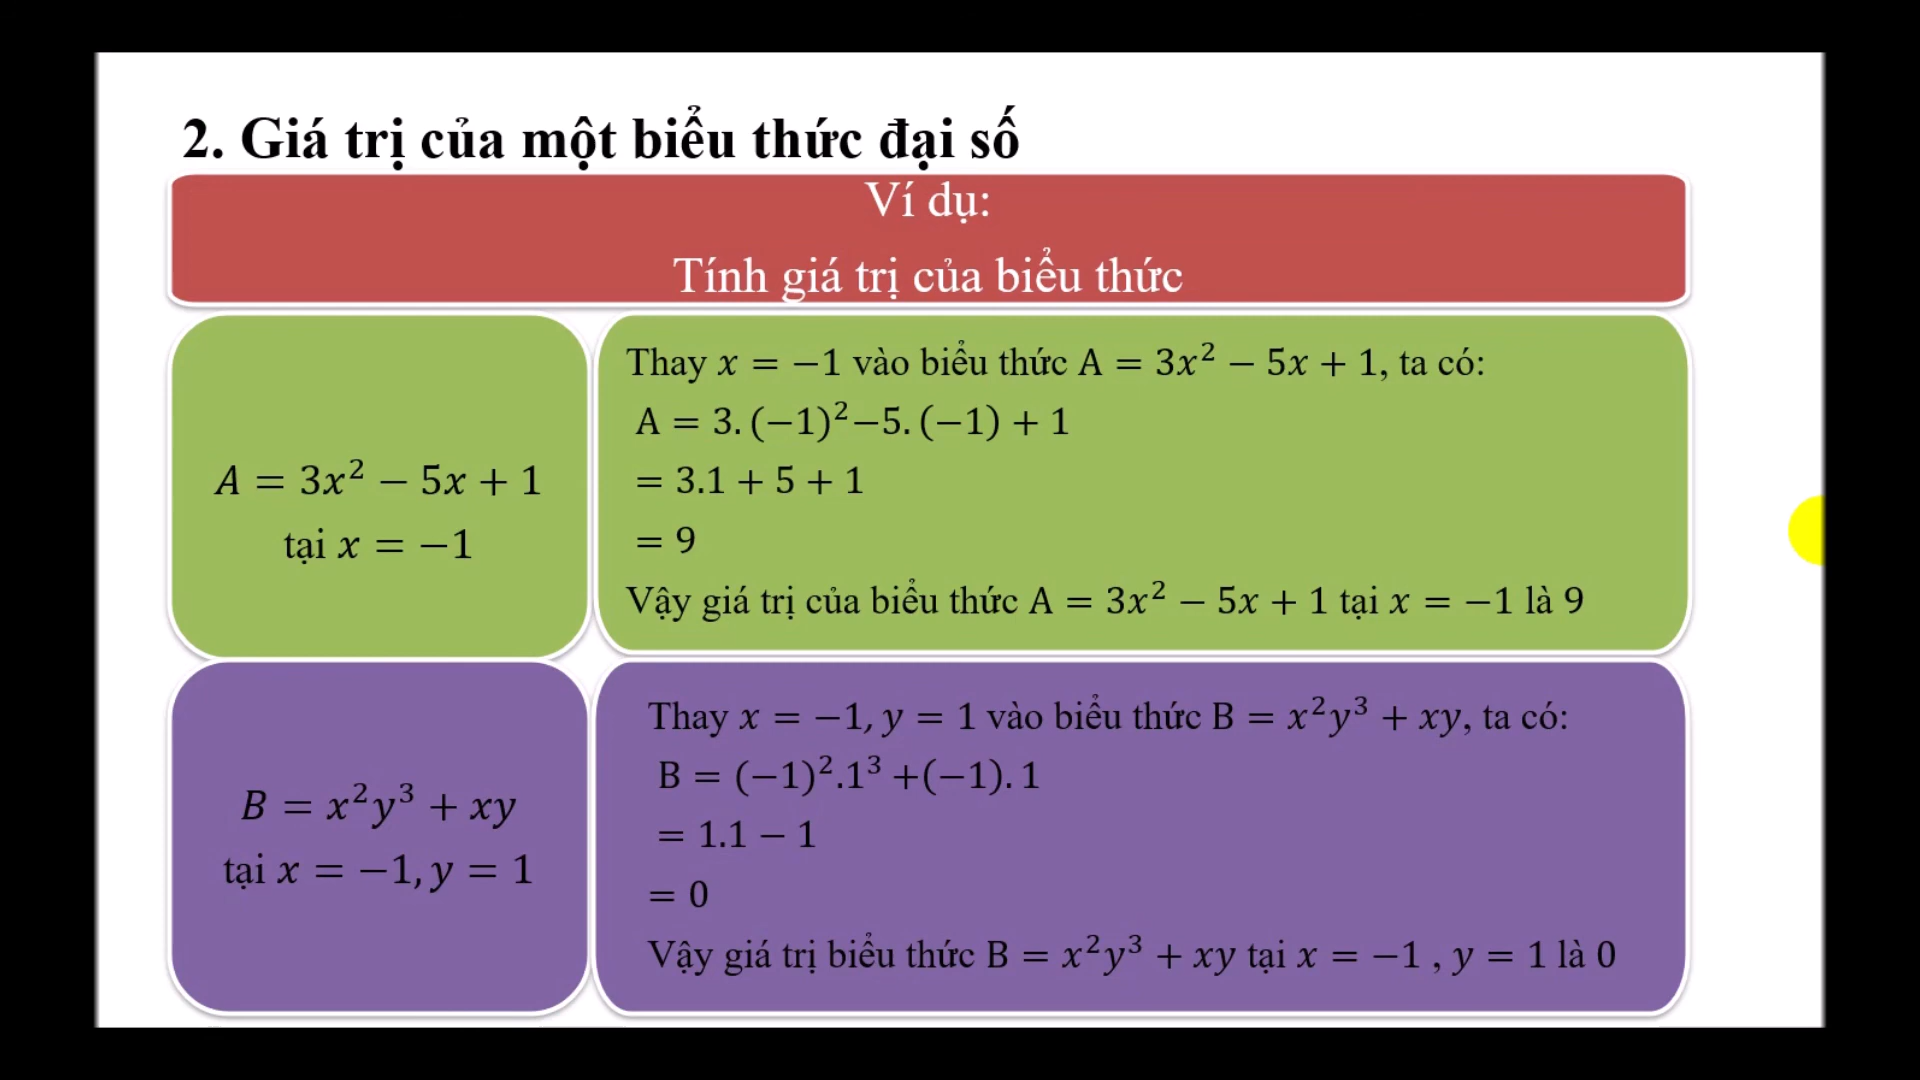 2. Giá trị của một biểu thức đại số
Ví dụ:
Tính giá trị của biểu thức
A = 3x² − 5x + 1
tại x = −1
Thay x = −1 vào biểu thức A = 3x² − 5x + 1, ta có:
A = 3.(−1)²−5.(−1) + 1
= 3.1 + 5 + 1
= 9
Vậy giá trị của biểu thức A = 3x² − 5x + 1 tại x = −1 là 9
B = x²y³ + xy
tại x = −1, y = 1
Thay x = −1, y = 1 vào biểu thức B = x²y³ + xy, ta có:
B = (−1)².1³ +(−1). 1
= 1.1 − 1
= 0
Vậy giá trị biểu thức B = x²y³ + xy tại x = −1 , y = 1 là 0